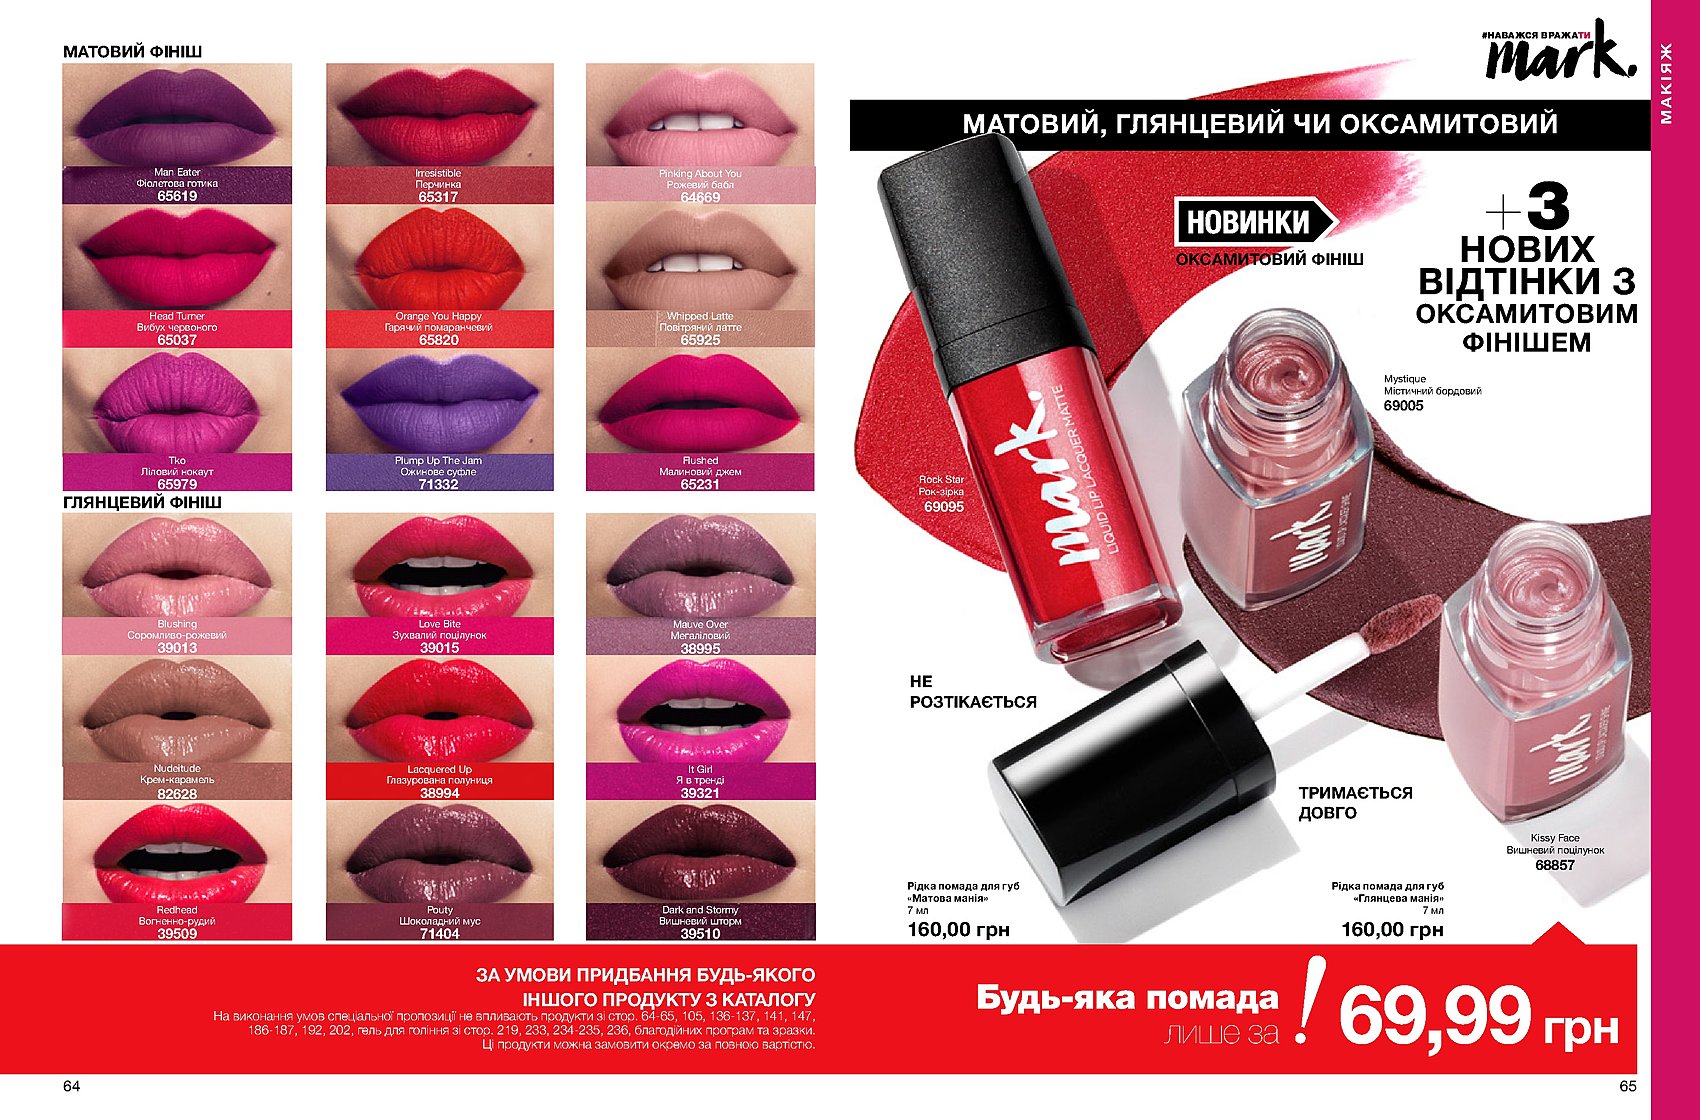 МАТОВИЙ ФІНІШ
Man Eater
Фіолетова готика
65619
Irresistible
Перчинка
65317
Pinking About You
Рожевий бабл
64669
Head Turner
Вибух червоного
65037
Orange You Happy
Гарячий помаранчевий
65820
Whipped Latte
Повітряний латте
65925
Tko
Ліловий нокаут
65979
Plump Up The Jam
Ожинове суфле
71332
Flushed
Малиновий джем
65231
ГЛЯНЦЕВИЙ ФІНІШ
Blushing
Соромливо-рожевий
39013
Love Bite
Зухвалий поцілунок
39015
Mauve Over
Мегаліловий
38995
Nudeitude
Крем-карамель
82628
Lacquered Up
Глазурована полуниця
38994
It Girl
Я в тренді
39321
Redhead
Вогненно-рудий
39509
Pouty
Шоколадний мус
71404
Dark and Stormy
Вишневий шторм
39510
ЗА УМОВИ ПРИДБАННЯ БУДЬ-ЯКОГО
ІНШОГО ПРОДУКТУ З КАТАЛОГУ
На виконання умов спеціальної пропозиції не впливають продукти зі стор. 64-65, 105, 136-137, 141, 147,
186-187, 192, 202, гель для гоління зі стор. 219, 233, 234-235, 236, благодійних програм та зразки.
Ці продукти можна замовити окремо за повною вартістю.
64
#НАВАЖСЯ ВРАЖАТИ
mark.
МАКІЯЖ
МАТОВИЙ, ГЛЯНЦЕВИЙ ЧИ ОКСАМИТОВИЙ
НОВИНКИ
ОКСАМИТОВИЙ ФІНІШ
+3
НОВИХ
ВІДТІНКИ З
ОКСАМИТОВИМ
ФІНІШЕМ
Mystique
Містичний бордовий
69005
Rock Star
Рок-зірка
69095
mark.
LIQUID LIP LACQUER MATTE
mark.
mark.
НЕ
РОЗТІКАЄТЬСЯ
ТРИМАЄТЬСЯ
ДОВГО
Kissy Face
Вишневий поцілунок
68857
Рідка помада для губ
«Матова манія»
7 мл
160,00 грн
Рідка помада для губ
«Глянцева манія»
7 мл
160,00 грн
Будь-яка помада
лише за
! 69,99 грн
65